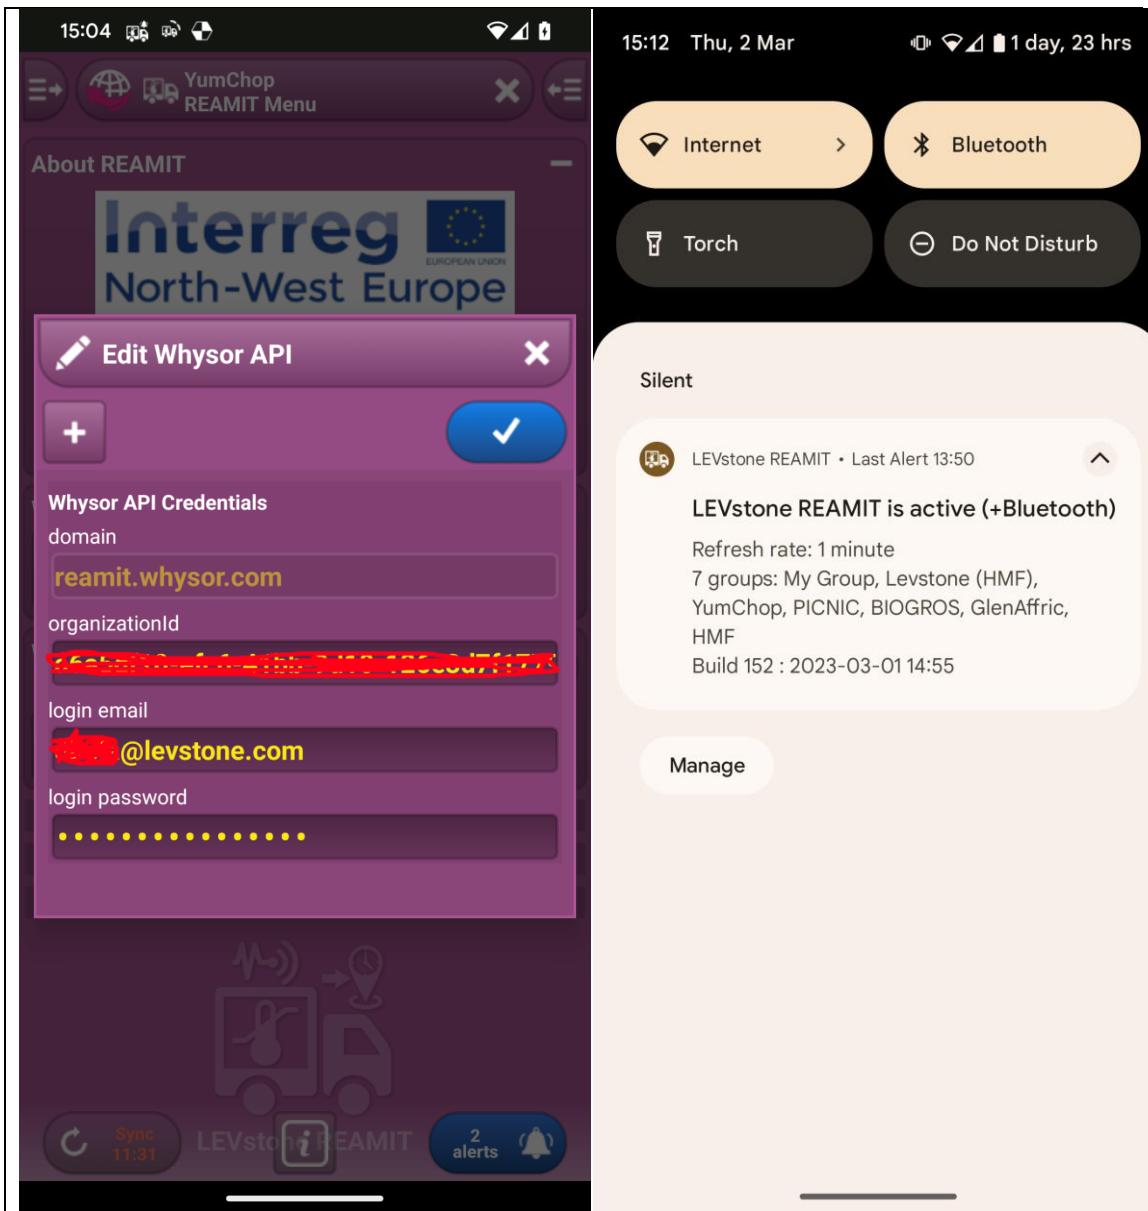 15:04
YumChop
REAMIT Menu
About REAMIT
Interreg
EUROPEAN UNION
North-West Europe
Edit Whysor API
Whysor API Credentials
domain
reamit.whysor.com
organizationId
login email
@levstone.com
login password
Sync
11:31
LEVstone REAMIT
2
alerts
15:12 Thu, 2 Mar
1 day, 23 hrs
Internet
Bluetooth
Torch
Do Not Disturb
Silent
LEVstone REAMIT • Last Alert 13:50
LEVstone REAMIT is active (+Bluetooth)
Refresh rate: 1 minute
7 groups: My Group, Levstone (HMF),
YumChop, PICNIC, BIOGROS, GlenAffric,
HMF
Build 152 : 2023-03-01 14:55
Manage